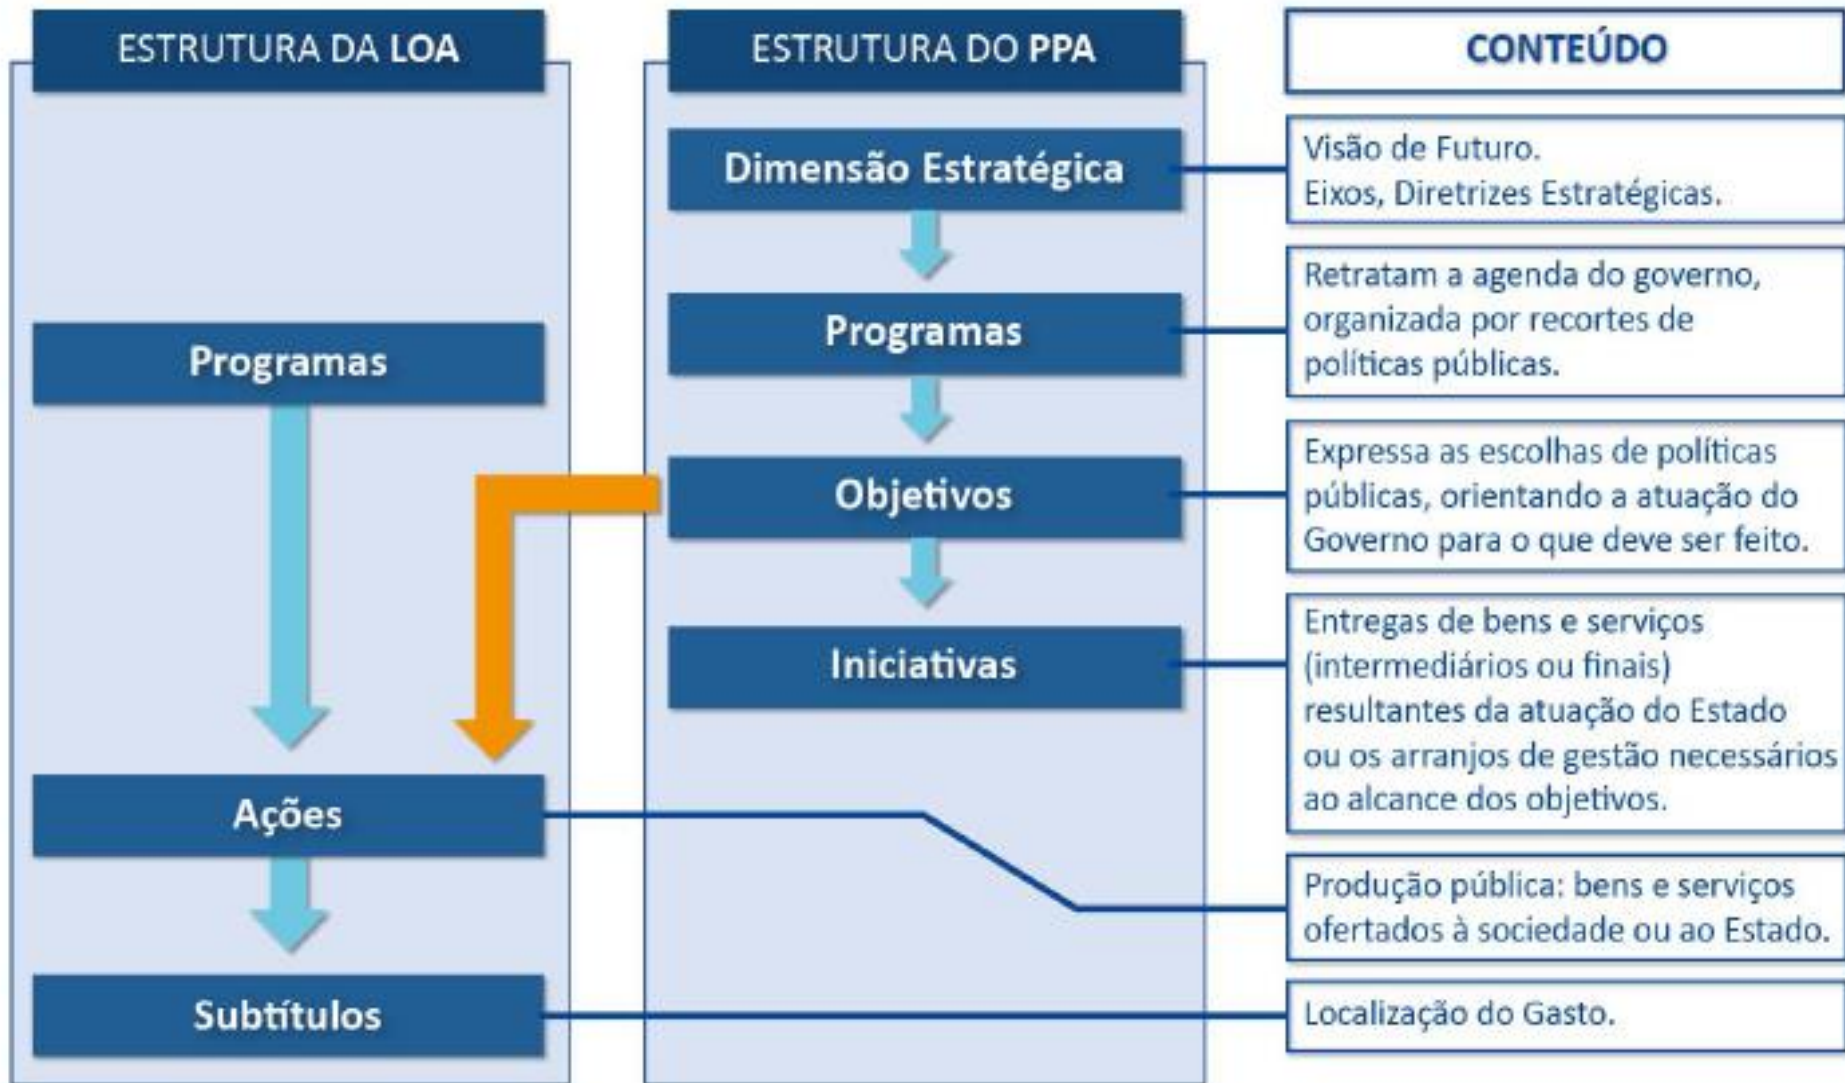 ESTRUTURA DA LOA
ESTRUTURA DO PPA
CONTEÚDO
Dimensão Estratégica
Visão de Futuro.
Eixos, Diretrizes Estratégicas.
Programas
Programas
Retratam a agenda do governo,
organizada por recortes de
políticas públicas.
Objetivos
Expressa as escolhas de políticas
públicas, orientando a atuação do
Governo para o que deve ser feito.
Iniciativas
Entregas de bens e serviços
(intermediários ou finais)
resultantes da atuação do Estado
ou os arranjos de gestão necessários
ao alcance dos objetivos.
Ações
Produção pública: bens e serviços
ofertados à sociedade ou ao Estado.
Subtítulos
Localização do Gasto.